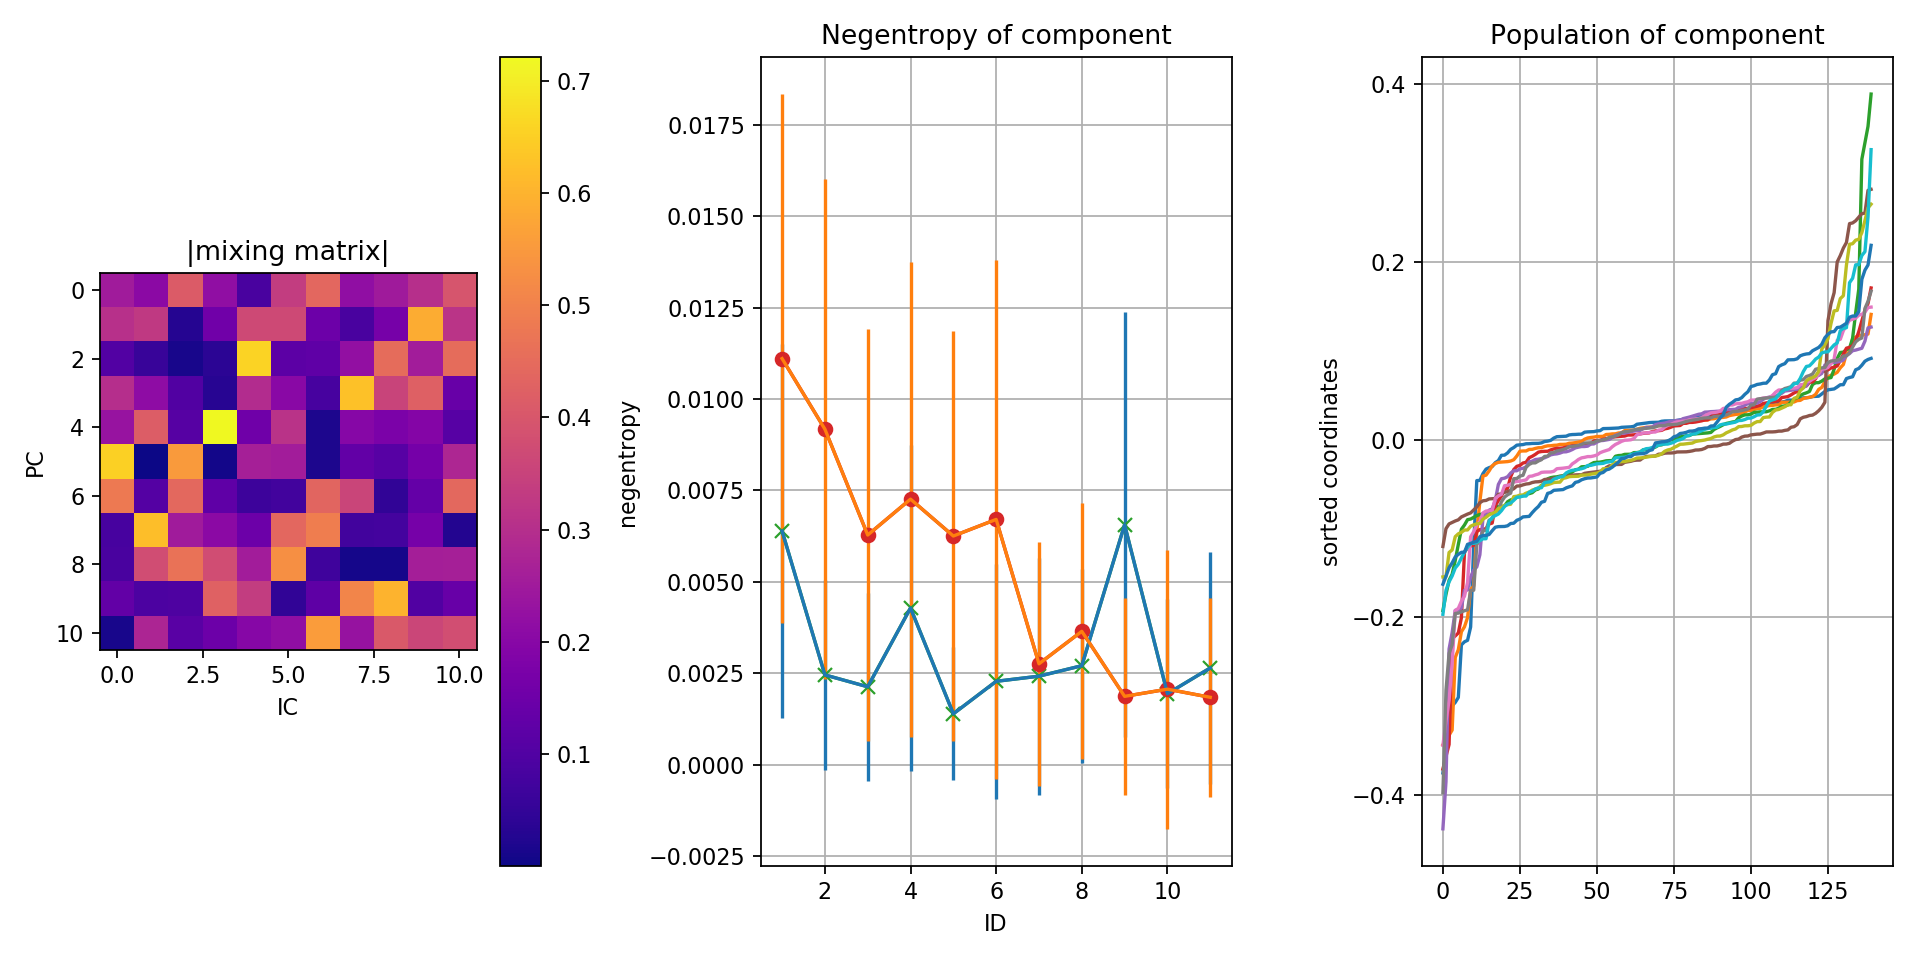 |mixing matrix|
PC
0
2
4
6
8
10
0.0 2.5 5.0 7.5 10.0
IC
0.7
0.6
0.5
0.4
0.3
0.2
0.1
Negentropy of component
negentropy
0.0175
0.0150
0.0125
0.0100
0.0075
0.0050
0.0025
0.0000
−0.0025
2 4 6 8 10
ID
Population of component
sorted coordinates
0.4
0.2
0.0
−0.2
−0.4
0 25 50 75 100 125